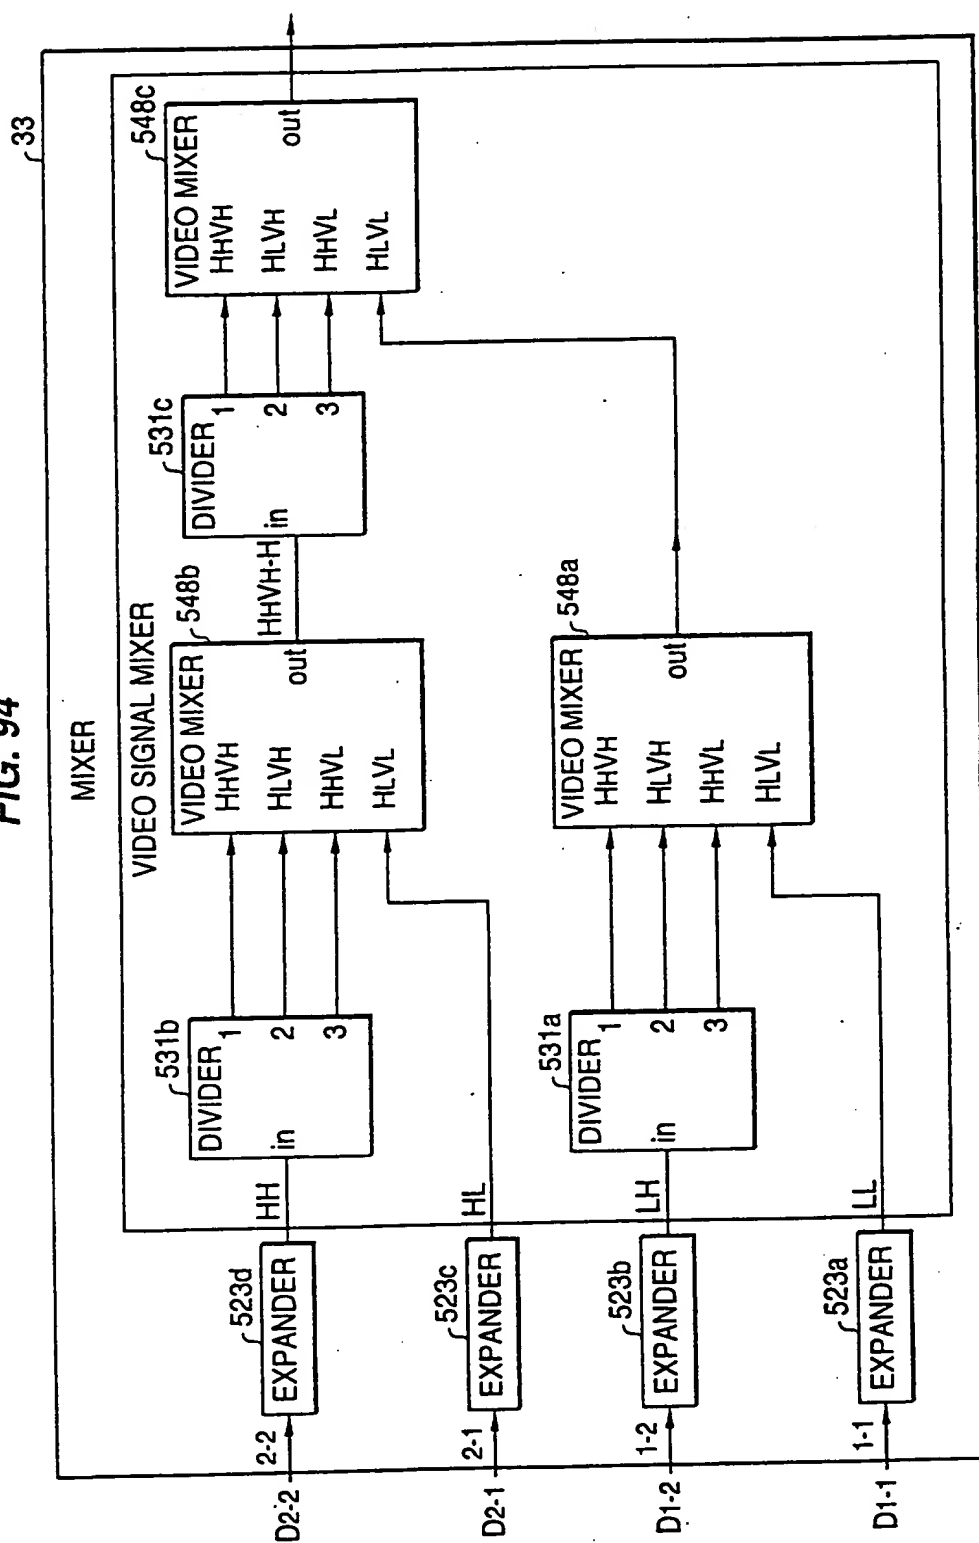 FIG. 94
33
MIXER
VIDEO SIGNAL MIXER
D2-2
2-2
EXPANDER
523d
HH
DIVIDER
531b
in
1
2
3
VIDEO MIXER
548b
HHVH
HLVH
HHVL
HLVL
out
HHVH-H
DIVIDER
531c
in
1
2
3
VIDEO MIXER
548c
HHVH
HLVH
HHVL
HLVL
out
D2-1
2-1
EXPANDER
523c
HL
D1-2
1-2
EXPANDER
523b
LH
DIVIDER
531a
in
1
2
3
VIDEO MIXER
548a
HHVH
HLVH
HHVL
HLVL
out
D1-1
1-1
EXPANDER
523a
LL